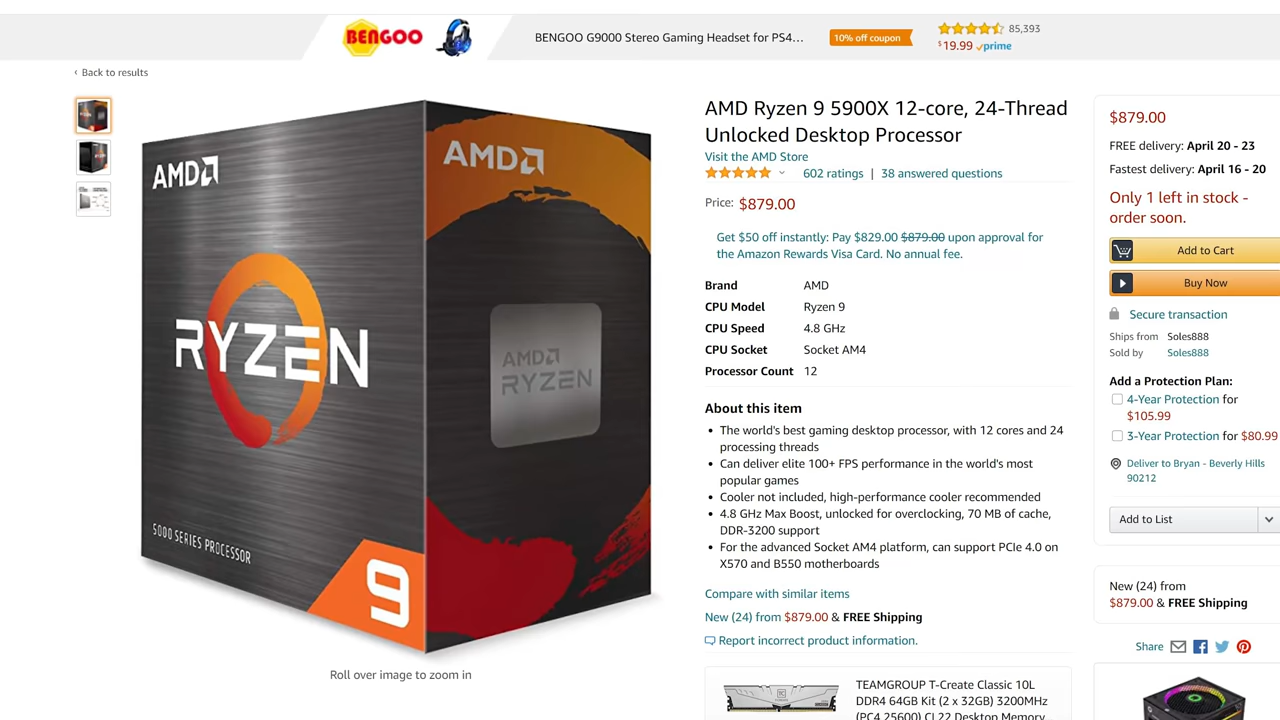 BENGOO
BENGOO G9000 Stereo Gaming Headset for PS4...
10% off coupon
85,393
$19.99 prime
‹ Back to results
AMD
RYZEN
5000 SERIES PROCESSOR
9
AMD
AMD
RYZEN
Roll over image to zoom in
AMD Ryzen 9 5900X 12-core, 24-Thread
Unlocked Desktop Processor
Visit the AMD Store
602 ratings | 38 answered questions
Price: $879.00
Get $50 off instantly: Pay $829.00 $879.00 upon approval for
the Amazon Rewards Visa Card. No annual fee.
Brand AMD
CPU Model Ryzen 9
CPU Speed 4.8 GHz
CPU Socket Socket AM4
Processor Count 12
About this item
• The world's best gaming desktop processor, with 12 cores and 24
processing threads
• Can deliver elite 100+ FPS performance in the world's most
popular games
• Cooler not included, high-performance cooler recommended
• 4.8 GHz Max Boost, unlocked for overclocking, 70 MB of cache,
DDR-3200 support
• For the advanced Socket AM4 platform, can support PCIe 4.0 on
X570 and B550 motherboards
Compare with similar items
New (24) from $879.00 & FREE Shipping
Report incorrect product information.
TEAMGROUP T-Create Classic 10L
DDR4 64GB Kit (2 x 32GB) 3200MHz
(PC4 25600) CL22 Desktop Memory...
$879.00
FREE delivery: April 20 - 23
Fastest delivery: April 16 - 20
Only 1 left in stock -
order soon.
Add to Cart
Buy Now
Secure transaction
Ships from Soles888
Sold by Soles888
Add a Protection Plan:
4-Year Protection for
$105.99
3-Year Protection for $80.99
Deliver to Bryan - Beverly Hills
90212
Add to List
New (24) from
$879.00 & FREE Shipping
Share